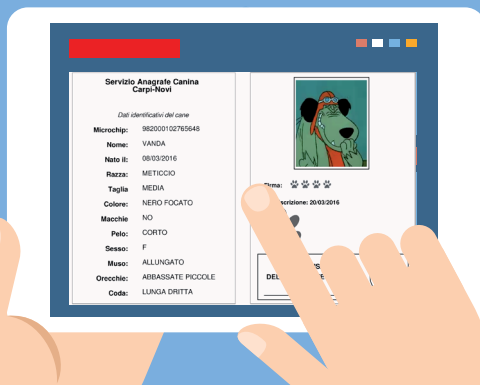 Servizio Anagrafe Canina
Carpi-Novi
Dati identificativi del cane
Microchip: 982000102765648
Nome: VANDA
Nato il: 08/03/2016
Razza: METICCIO
Taglia MEDIA
Colore: NERO FOCATO
Macchie NO
Pelo: CORTO
Sesso: F
Muso: ALLUNGATO
Orecchie: ABBASSATE PICCOLE
Coda: LUNGA DRITTA
Firma:
scrizione: 20/03/2016